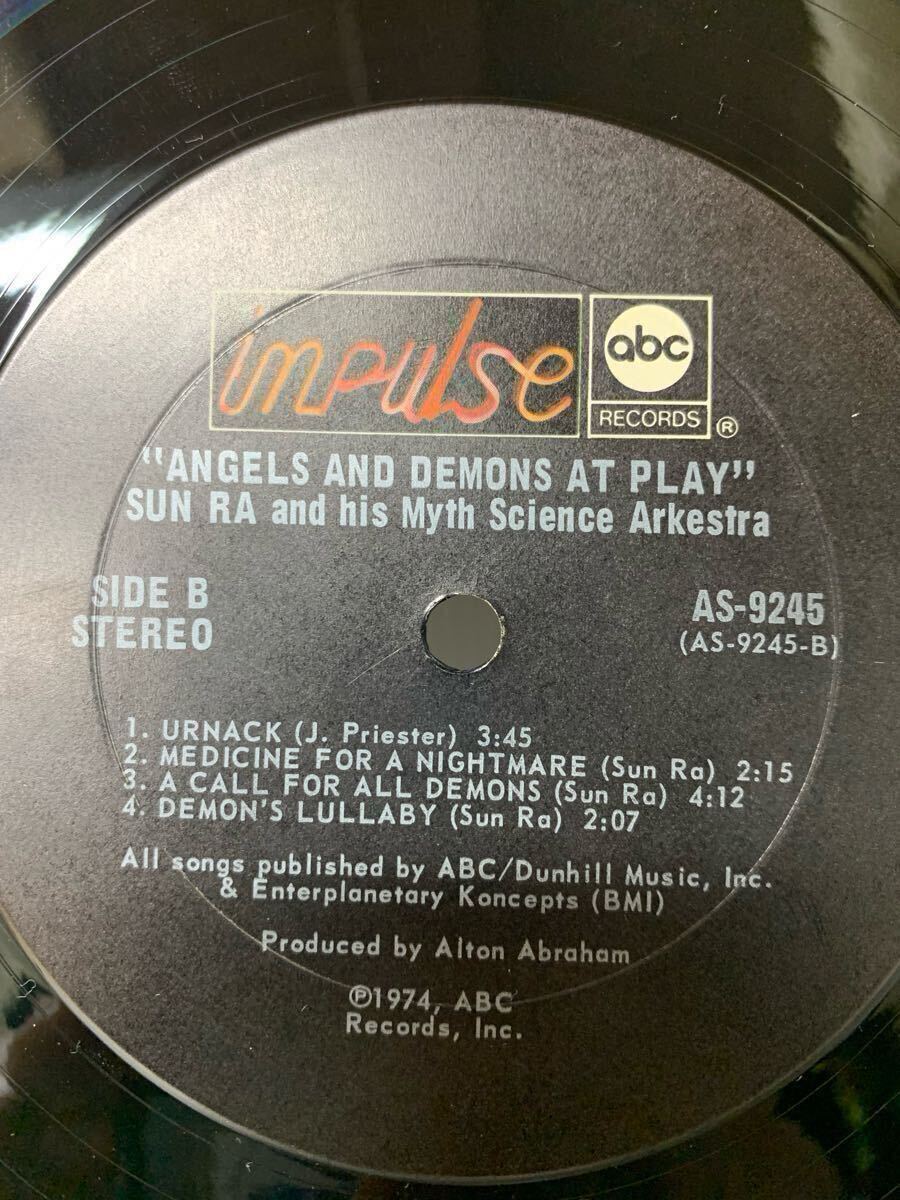 impulse
abc
RECORDS ®
"ANGELS AND DEMONS AT PLAY"
SUN RA and his Myth Science Arkestra
SIDE B
STEREO
AS-9245
(AS-9245-B)
1. URNACK (J. Priester) 3:45
2. MEDICINE FOR A NIGHTMARE (Sun Ra) 2:15
3. A CALL FOR ALL DEMONS (Sun Ra) 4:12
4. DEMON'S LULLABY (Sun Ra) 2:07
All songs published by ABC/Dunhill Music, Inc.
& Enterplanetary Koncepts (BMI)
Produced by Alton Abraham
℗1974, ABC
Records, Inc.